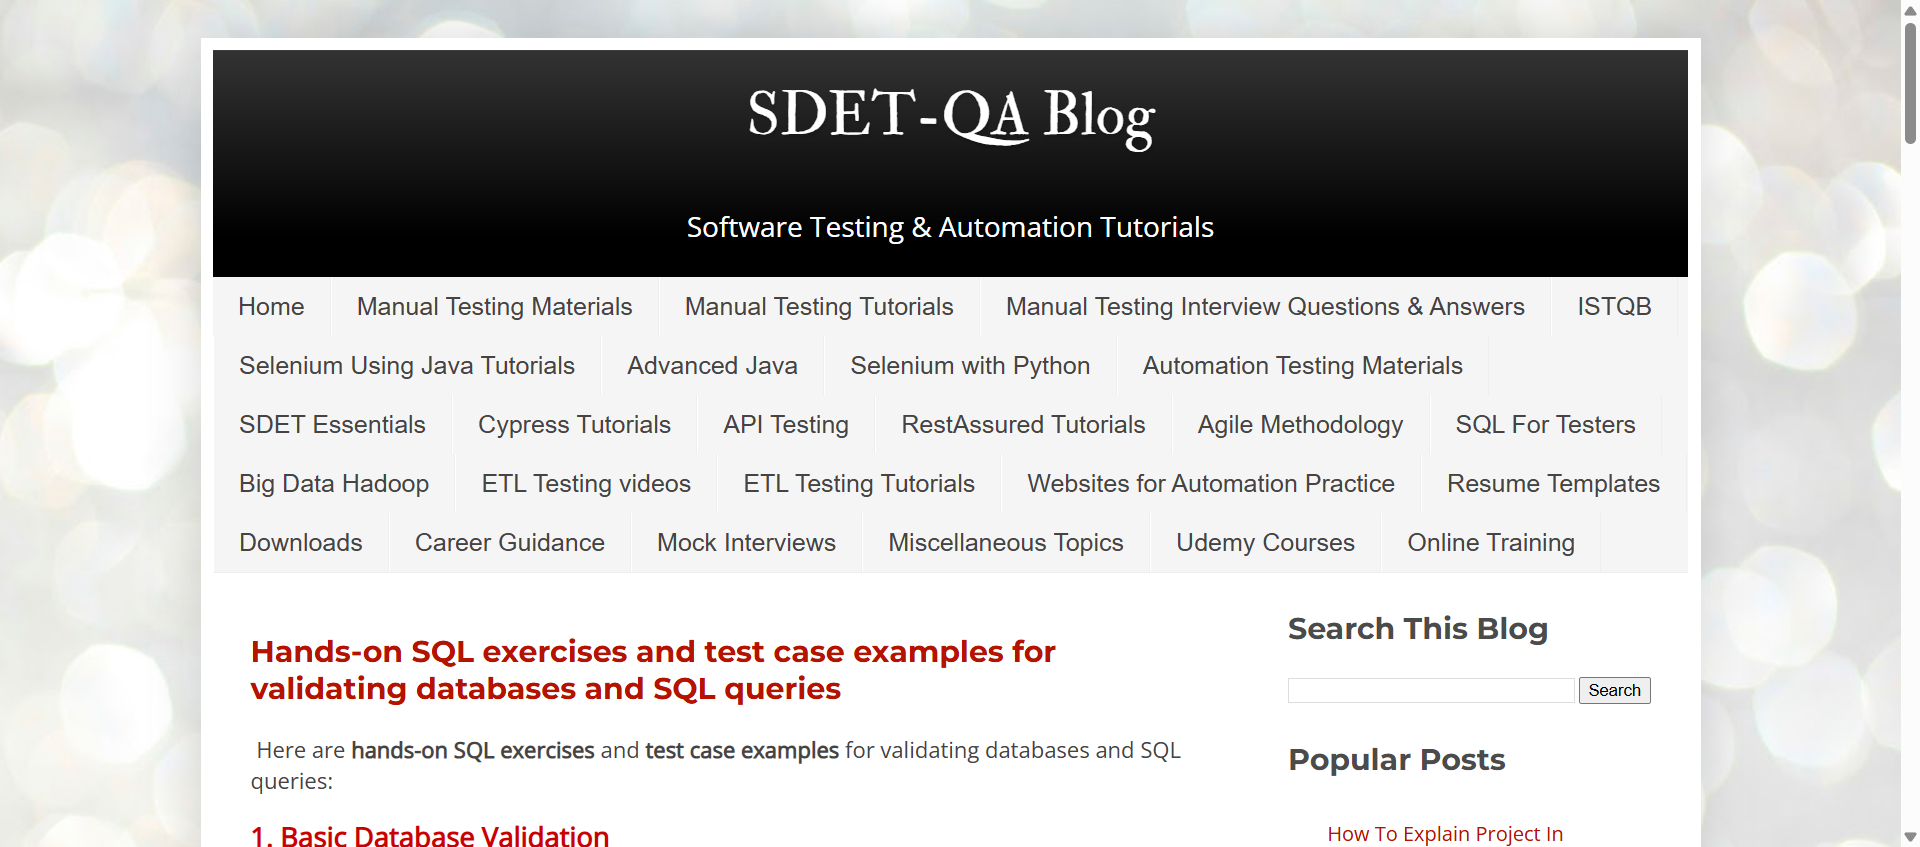 SDET-QA Blog
Software Testing & Automation Tutorials
Home Manual Testing Materials Manual Testing Tutorials Manual Testing Interview Questions & Answers ISTQB
Selenium Using Java Tutorials Advanced Java Selenium with Python Automation Testing Materials
SDET Essentials Cypress Tutorials API Testing RestAssured Tutorials Agile Methodology SQL For Testers
Big Data Hadoop ETL Testing videos ETL Testing Tutorials Websites for Automation Practice Resume Templates
Downloads Career Guidance Mock Interviews Miscellaneous Topics Udemy Courses Online Training
Hands-on SQL exercises and test case examples for
validating databases and SQL queries
Here are hands-on SQL exercises and test case examples for validating databases and SQL
queries:
1. Basic Database Validation
Search This Blog
Search
Popular Posts
How To Explain Project In